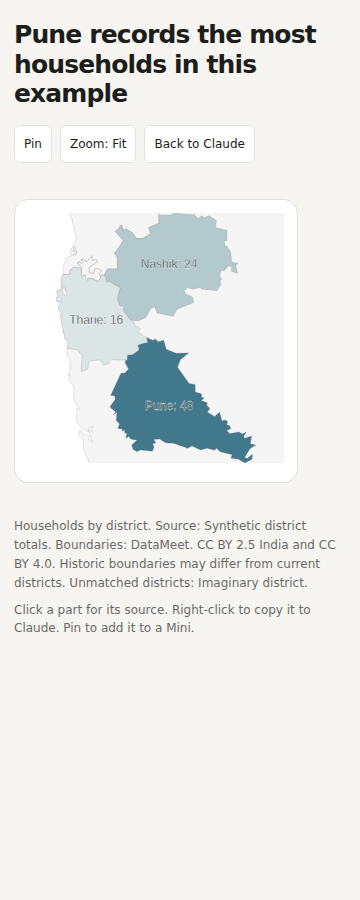 Pune records the most
households in this
example
Pin
Zoom: Fit
Back to Claude
Nashik: 24
Thane: 16
Pune: 48
Households by district. Source: Synthetic district
totals. Boundaries: DataMeet. CC BY 2.5 India and CC
BY 4.0. Historic boundaries may differ from current
districts. Unmatched districts: Imaginary district.
Click a part for its source. Right-click to copy it to
Claude. Pin to add it to a Mini.